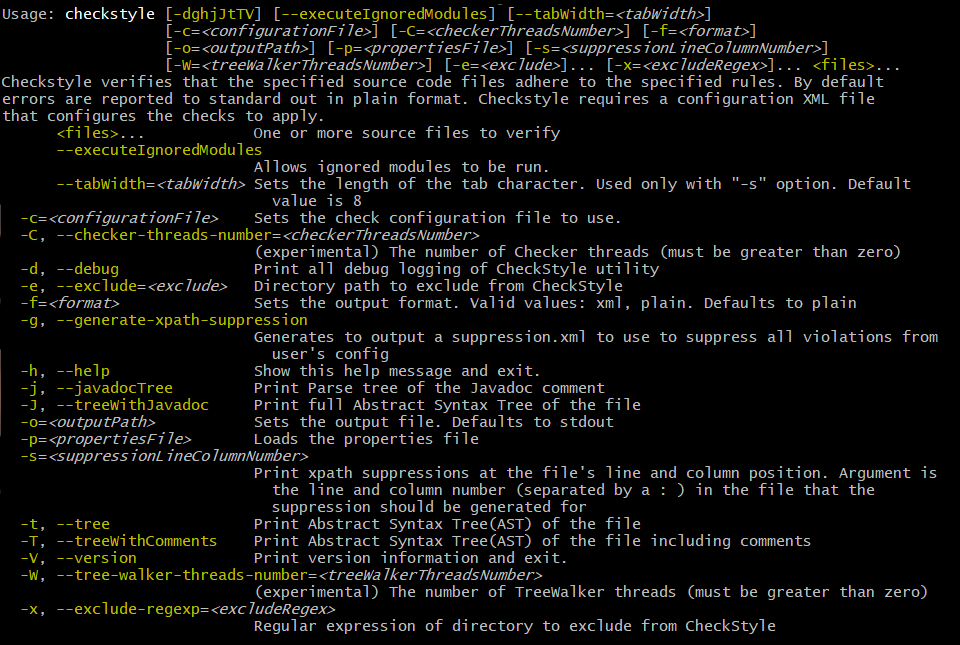 Usage: checkstyle [-dghjJtTV] [--executeIgnoredModules] [--tabWidth=<tabWidth>]
[-c=<configurationFile>] [-C=<checkerThreadsNumber>] [-f=<format>]
[-o=<outputPath>] [-p=<propertiesFile>] [-s=<suppressionLineColumnNumber>]
[-W=<treeWalkerThreadsNumber>] [-e=<exclude>]... [-x=<excludeRegex>]... <files>...
Checkstyle verifies that the specified source code files adhere to the specified rules. By default
errors are reported to standard out in plain format. Checkstyle requires a configuration XML file
that configures the checks to apply.
<files>... One or more source files to verify
--executeIgnoredModules
Allows ignored modules to be run.
--tabWidth=<tabWidth> Sets the length of the tab character. Used only with "-s" option. Default
value is 8
-c=<configurationFile> Sets the check configuration file to use.
-C, --checker-threads-number=<checkerThreadsNumber>
(experimental) The number of Checker threads (must be greater than zero)
-d, --debug Print all debug logging of CheckStyle utility
-e, --exclude=<exclude> Directory path to exclude from CheckStyle
-f=<format> Sets the output format. Valid values: xml, plain. Defaults to plain
-g, --generate-xpath-suppression
Generates to output a suppression.xml to use to suppress all violations from
user's config
-h, --help Show this help message and exit.
-j, --javadocTree Print Parse tree of the Javadoc comment
-J, --treeWithJavadoc Print full Abstract Syntax Tree of the file
-o=<outputPath> Sets the output file. Defaults to stdout
-p=<propertiesFile> Loads the properties file
-s=<suppressionLineColumnNumber>
Print xpath suppressions at the file's line and column position. Argument is
the line and column number (separated by a : ) in the file that the
suppression should be generated for
-t, --tree Print Abstract Syntax Tree(AST) of the file
-T, --treeWithComments Print Abstract Syntax Tree(AST) of the file including comments
-V, --version Print version information and exit.
-W, --tree-walker-threads-number=<treeWalkerThreadsNumber>
(experimental) The number of TreeWalker threads (must be greater than zero)
-x, --exclude-regexp=<excludeRegex>
Regular expression of directory to exclude from CheckStyle